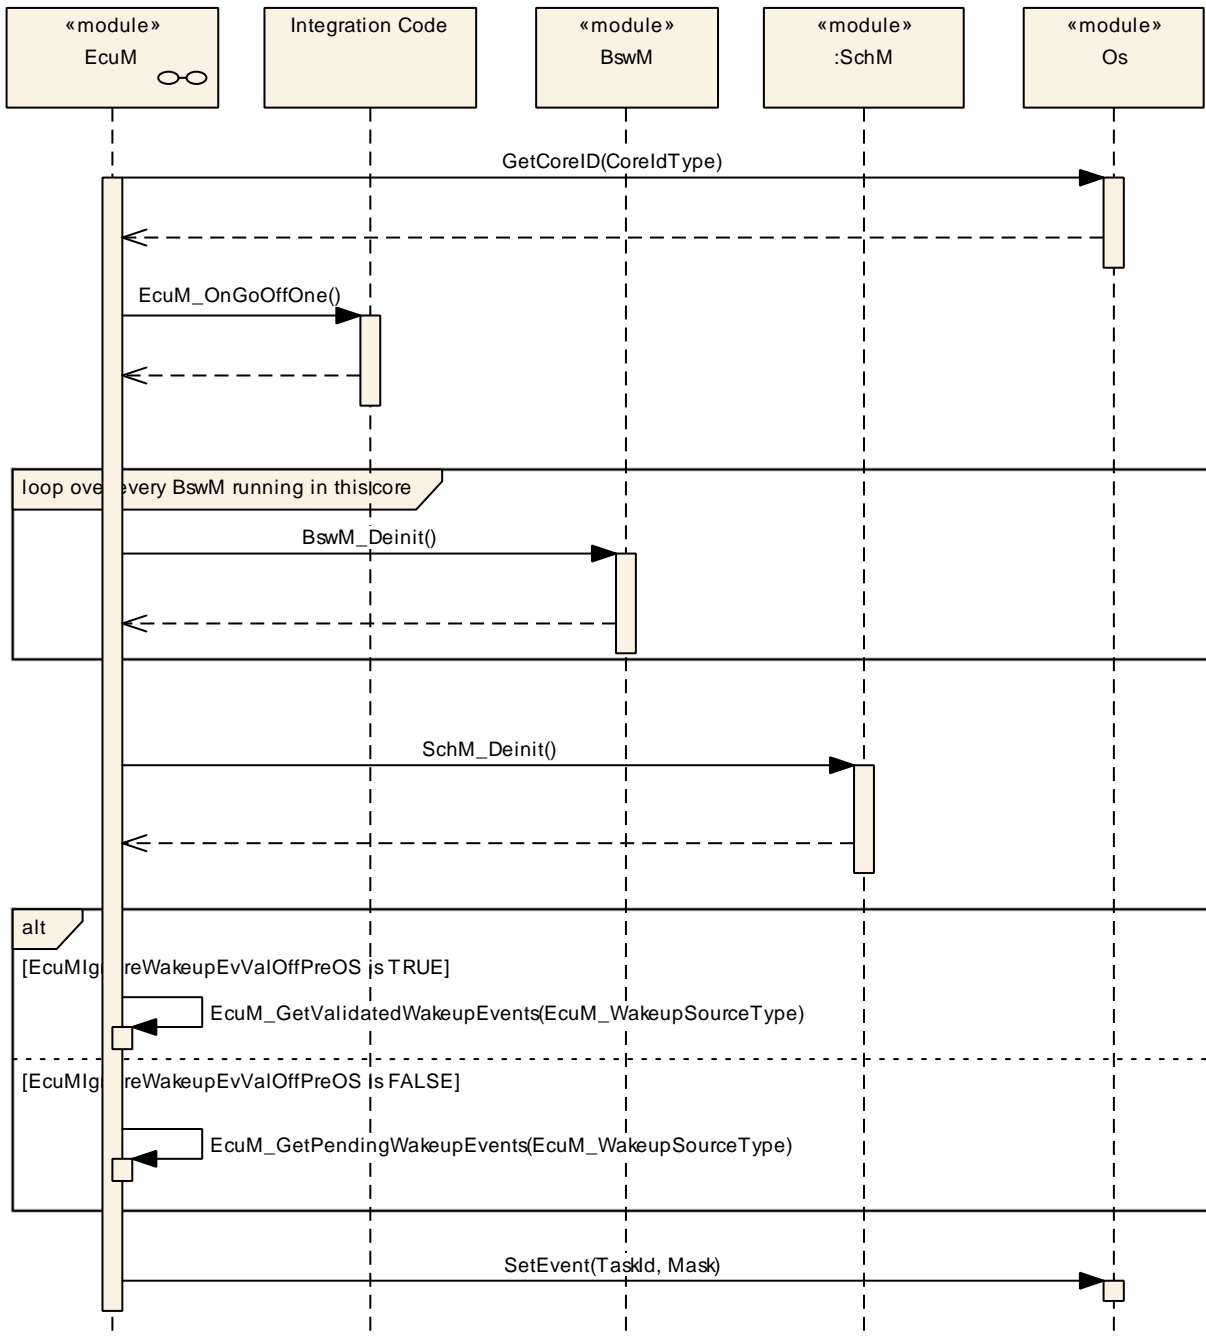 «module»
EcuM
Integration Code
«module»
BswM
«module»
:SchM
«module»
Os
GetCoreID(CoreIdType)
EcuM_OnGoOffOne()
loop over every BswM running in this core
BswM_Deinit()
SchM_Deinit()
alt
[EcuMIgnoreWakeupEvValOffPreOS is TRUE]
EcuM_GetValidatedWakeupEvents(EcuM_WakeupSourceType)
[EcuMIgnoreWakeupEvValOffPreOS is FALSE]
EcuM_GetPendingWakeupEvents(EcuM_WakeupSourceType)
SetEvent(TaskId, Mask)